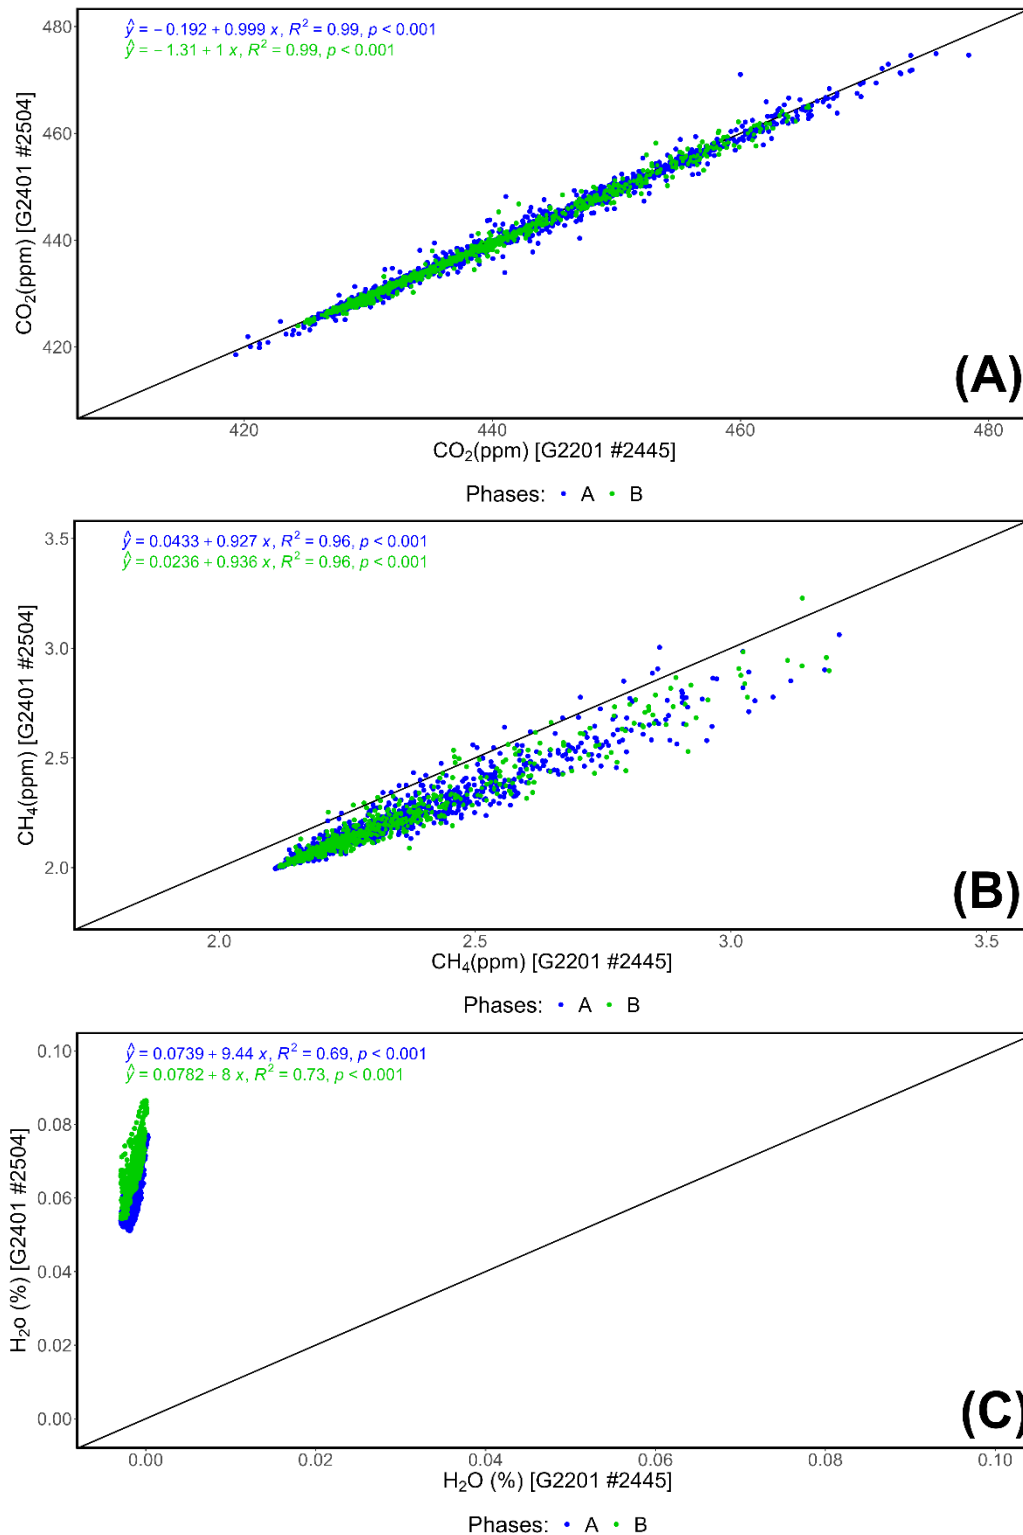 ŷ = − 0.192 + 0.999 x, R² = 0.99, p < 0.001
ŷ = − 1.31 + 1 x, R² = 0.99, p < 0.001
480
460
440
420
CO₂(ppm) [G2401 #2504]
(A)
420 440 460 480
CO₂(ppm) [G2201 #2445]
Phases: A B
ŷ = 0.0433 + 0.927 x, R² = 0.96, p < 0.001
ŷ = 0.0236 + 0.936 x, R² = 0.96, p < 0.001
3.5
3.0
2.5
2.0
CH₄(ppm) [G2401 #2504]
(B)
2.0 2.5 3.0 3.5
CH₄(ppm) [G2201 #2445]
Phases: A B
ŷ = 0.0739 + 9.44 x, R² = 0.69, p < 0.001
ŷ = 0.0782 + 8 x, R² = 0.73, p < 0.001
0.10
0.08
0.06
0.04
0.02
0.00
H₂o (%) [G2401 #2504]
(C)
0.00 0.02 0.04 0.06 0.08 0.10
H₂O (%) [G2201 #2445]
Phases: A B